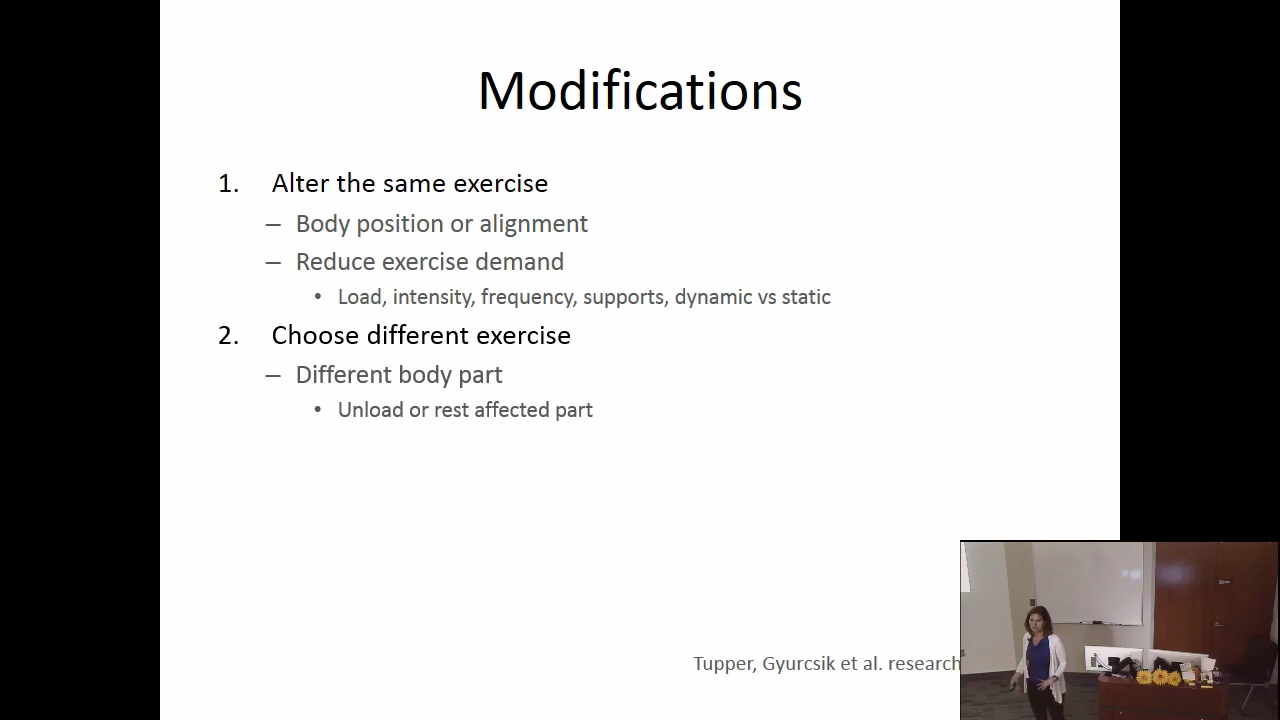 Modifications
1. Alter the same exercise
– Body position or alignment
– Reduce exercise demand
• Load, intensity, frequency, supports, dynamic vs static
2. Choose different exercise
– Different body part
• Unload or rest affected part
Tupper, Gyurcsik et al. research